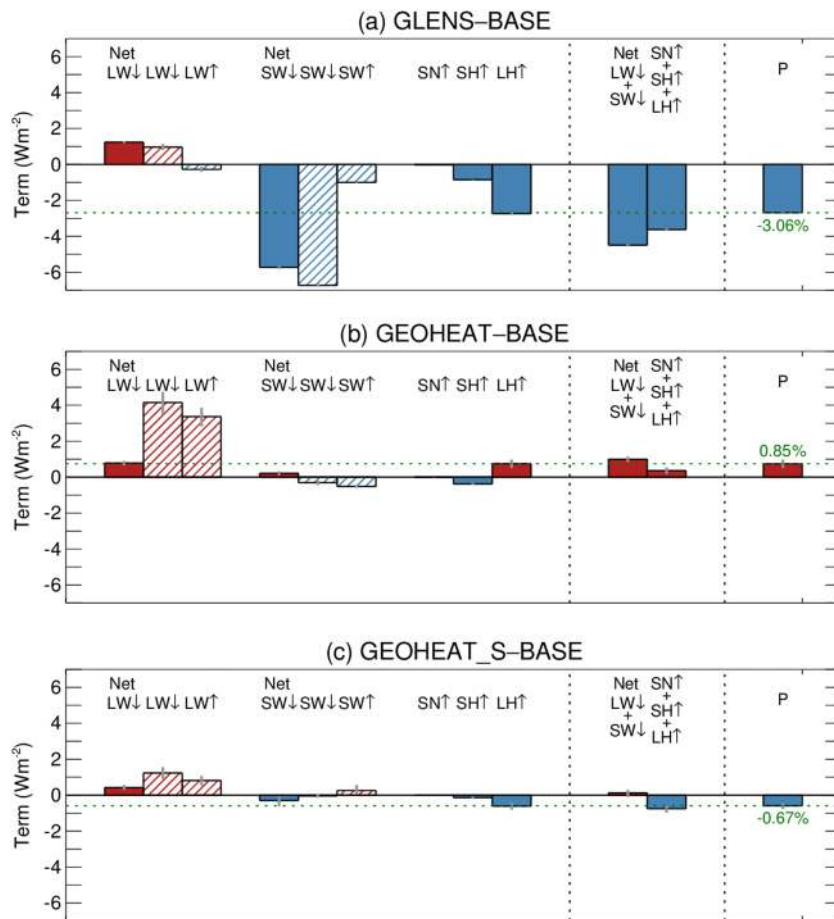 (a) GLENS–BASE
Net Net Net SN↑
LW↓ LW↓ LW↑ SW↓ SW↓ SW↑ SN↑ SH↑ LH↑ LW↓ + P
+ SH↑
SW↓ +
LH↑
6
4
2
0
-2
-4
-6
Term (Wm-2)
-3.06%
(b) GEOHEAT–BASE
Net Net Net SN↑
LW↓ LW↓ LW↑ SW↓ SW↓ SW↑ SN↑ SH↑ LH↑ LW↓ + P
+ SH↑
SW↓ +
LH↑
6
4
2
0
-2
-4
-6
Term (Wm-2)
0.85%
(c) GEOHEAT_S–BASE
Net Net Net SN↑
LW↓ LW↓ LW↑ SW↓ SW↓ SW↑ SN↑ SH↑ LH↑ LW↓ + P
+ SH↑
SW↓ +
LH↑
6
4
2
0
-2
-4
-6
Term (Wm-2)
-0.67%